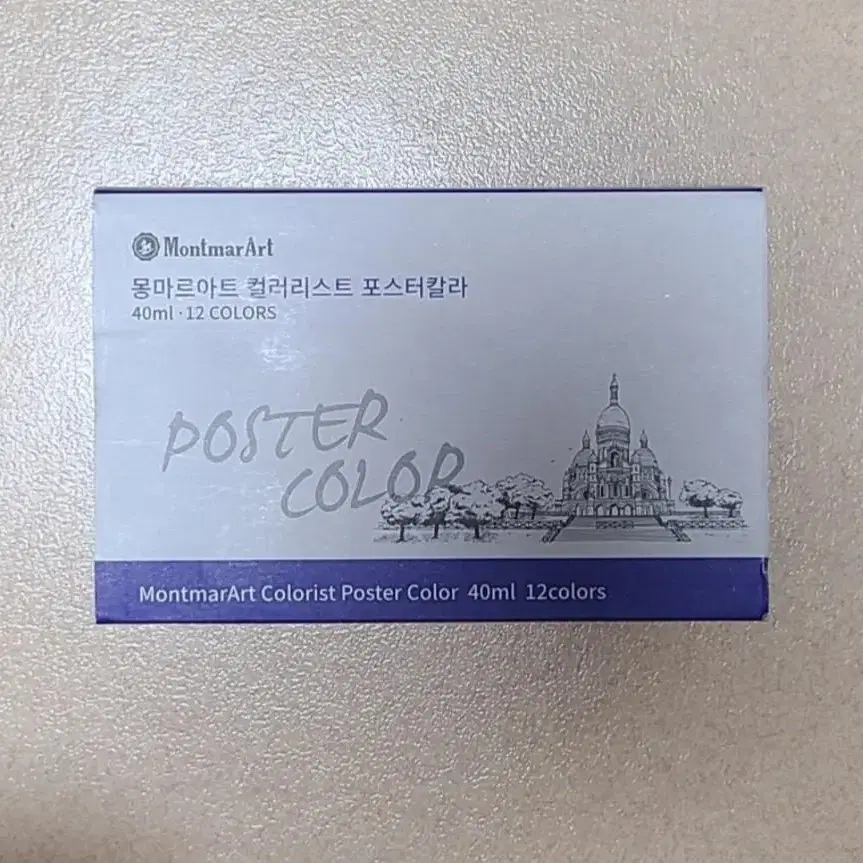 MontmarArt
몽마르아트 컬러리스트 포스터칼라
40ml · 12 COLORS
POSTER
COLOR
MontmarArt Colorist Poster Color 40ml 12colors